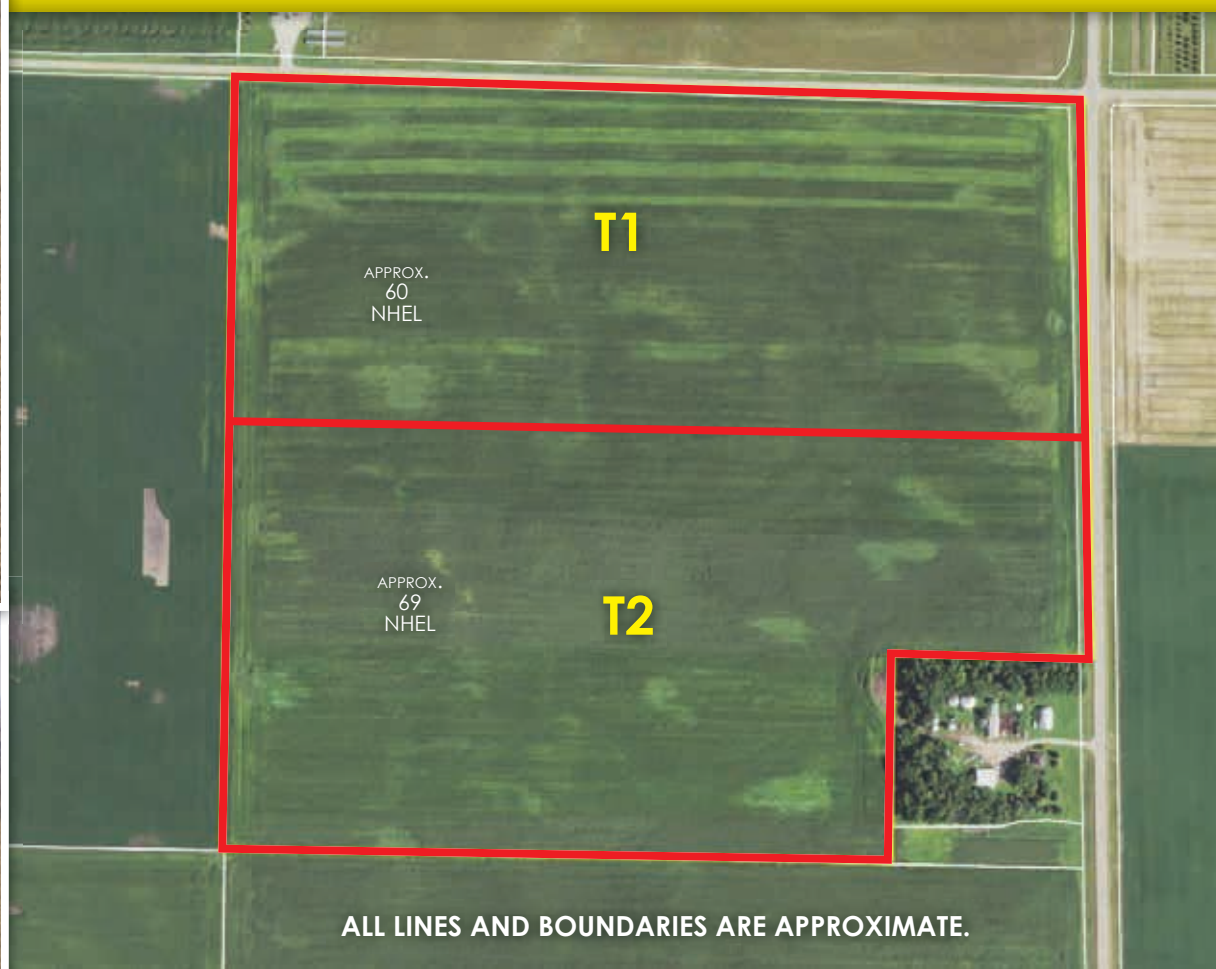 T1
APPROX.
60
NHEL
APPROX.
69
NHEL
T2
ALL LINES AND BOUNDARIES ARE APPROXIMATE.